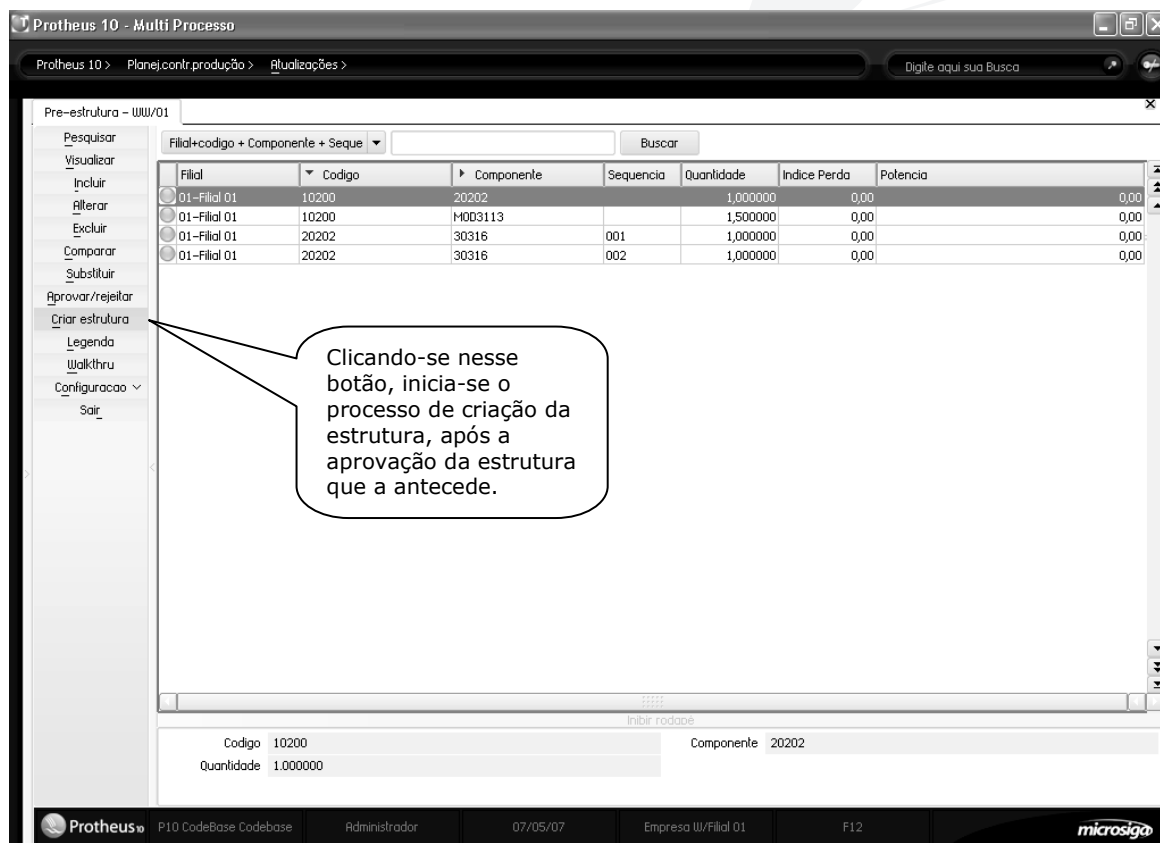 Protheus 10 - Multi Processo
Protheus 10 > Planej.contr.produção > Atualizações >
Digite aqui sua Busca
Pre-estrutura - WW/01
Pesquisar
Visualizar
Incluir
Alterar
Excluir
Comparar
Substituir
Aprovar/rejeitar
Criar estrutura
Legenda
Walkthru
Configuracao
Sair
Filial+codigo + Componente + Seque
Buscar
Filial Codigo Componente Sequencia Quantidade Indice Perda Potencia
01-Filial 01 10200 20202 1,000000 0,00 0,00
01-Filial 01 10200 MOD3113 1,500000 0,00 0,00
01-Filial 01 20202 30316 001 1,000000 0,00 0,00
01-Filial 01 20202 30316 002 1,000000 0,00 0,00
Clicando-se nesse
botão, inicia-se o
processo de criação da
estrutura, após a
aprovação da estrutura
que a antecede.
Inibir rodapé
Codigo 10200
Componente 20202
Quantidade 1.000000
Protheus10 P10 CodeBase Codebase Administrador 07/05/07 Empresa W/Filial 01 F12 microsiga